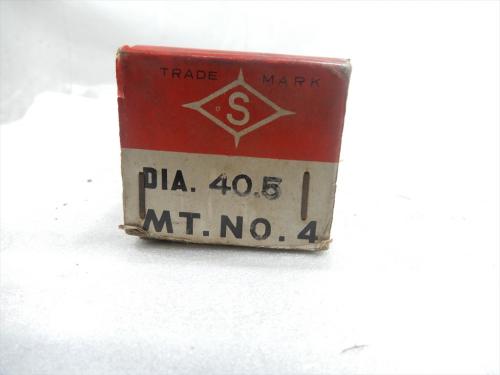 TRADE MARK
S
DIA. 40.5
MT. NO. 4